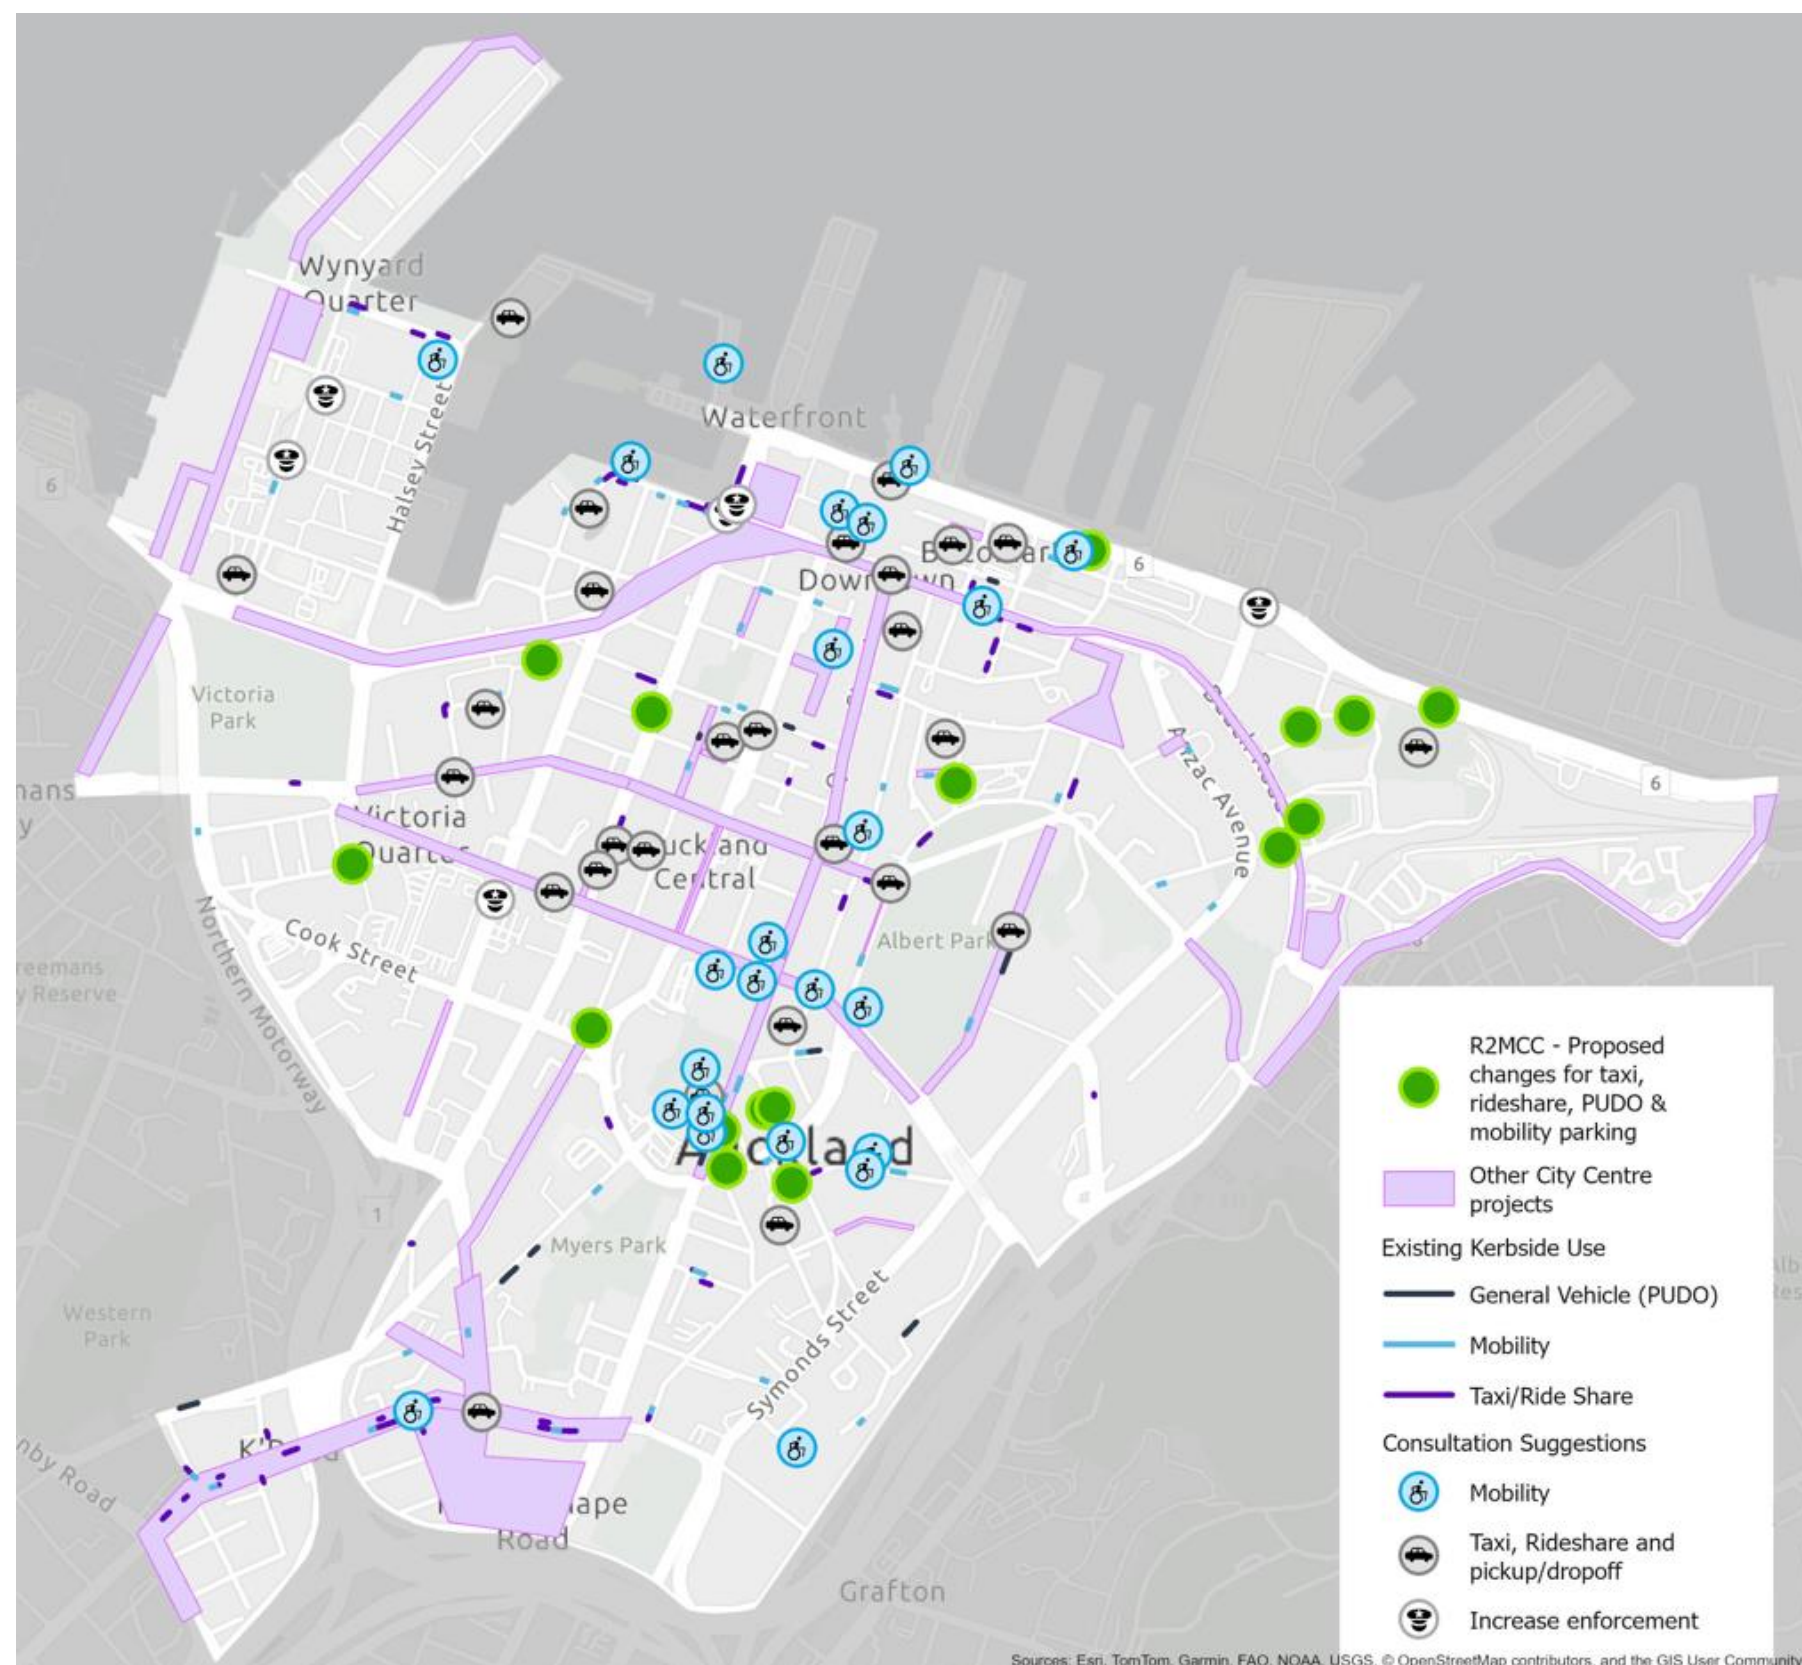 Wynyard
Quarter
Waterfront
6
Halsey Street
6
Downtown
Victoria
Park
Anzac Avenue
6
Victoria
Quarter
Central
Cook Street
Albert Park
Northern Motorway
y Reserve
R2MCC - Proposed
changes for taxi,
rideshare, PUDO &
mobility parking
Other City Centre
projects
Auckland
1
Myers Park
Existing Kerbside Use
General Vehicle (PUDO)
Western
Park
Symonds Street
Mobility
Taxi/Ride Share
Consultation Suggestions
Mobility
Road
Taxi, Rideshare and
pickup/dropoff
Grafton
Increase enforcement
Sources: Esri, TomTom, Garmin, FAO, NOAA, USGS, © OpenStreetMap contributors, and the GIS User Community